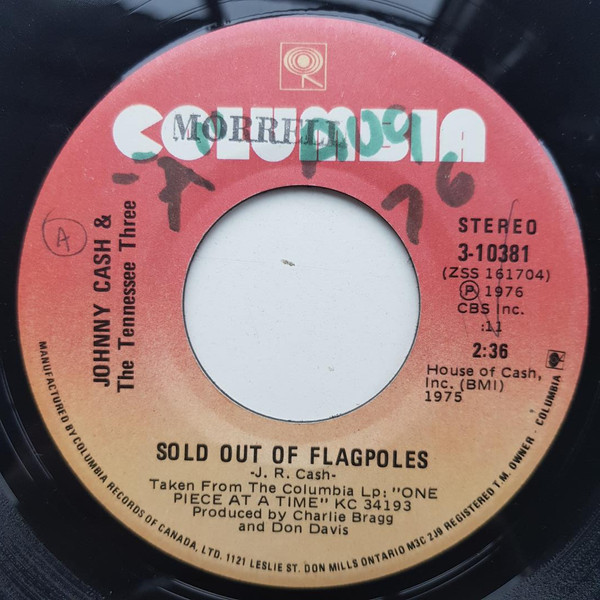 COLUMBIA
MORRELL
A
JOHNNY CASH &
The Tennessee Three
STEREO
3-10381
(ZSS 161704)
Ⓟ 1976
CBS Inc.
:11
2:36
House of Cash,
Inc. (BMI)
1975
SOLD OUT OF FLAGPOLES
-J. R. Cash-
Taken From The Columbia Lp: "ONE
PIECE AT A TIME" KC 34193
Produced by Charlie Bragg
and Don Davis
MANUFACTURED BY COLUMBIA RECORDS OF CANADA, LTD. 1121 LESLIE ST. DON MILLS ONTARIO M3C 2J9 REGISTERED T.M. OWNER - COLUMBIA